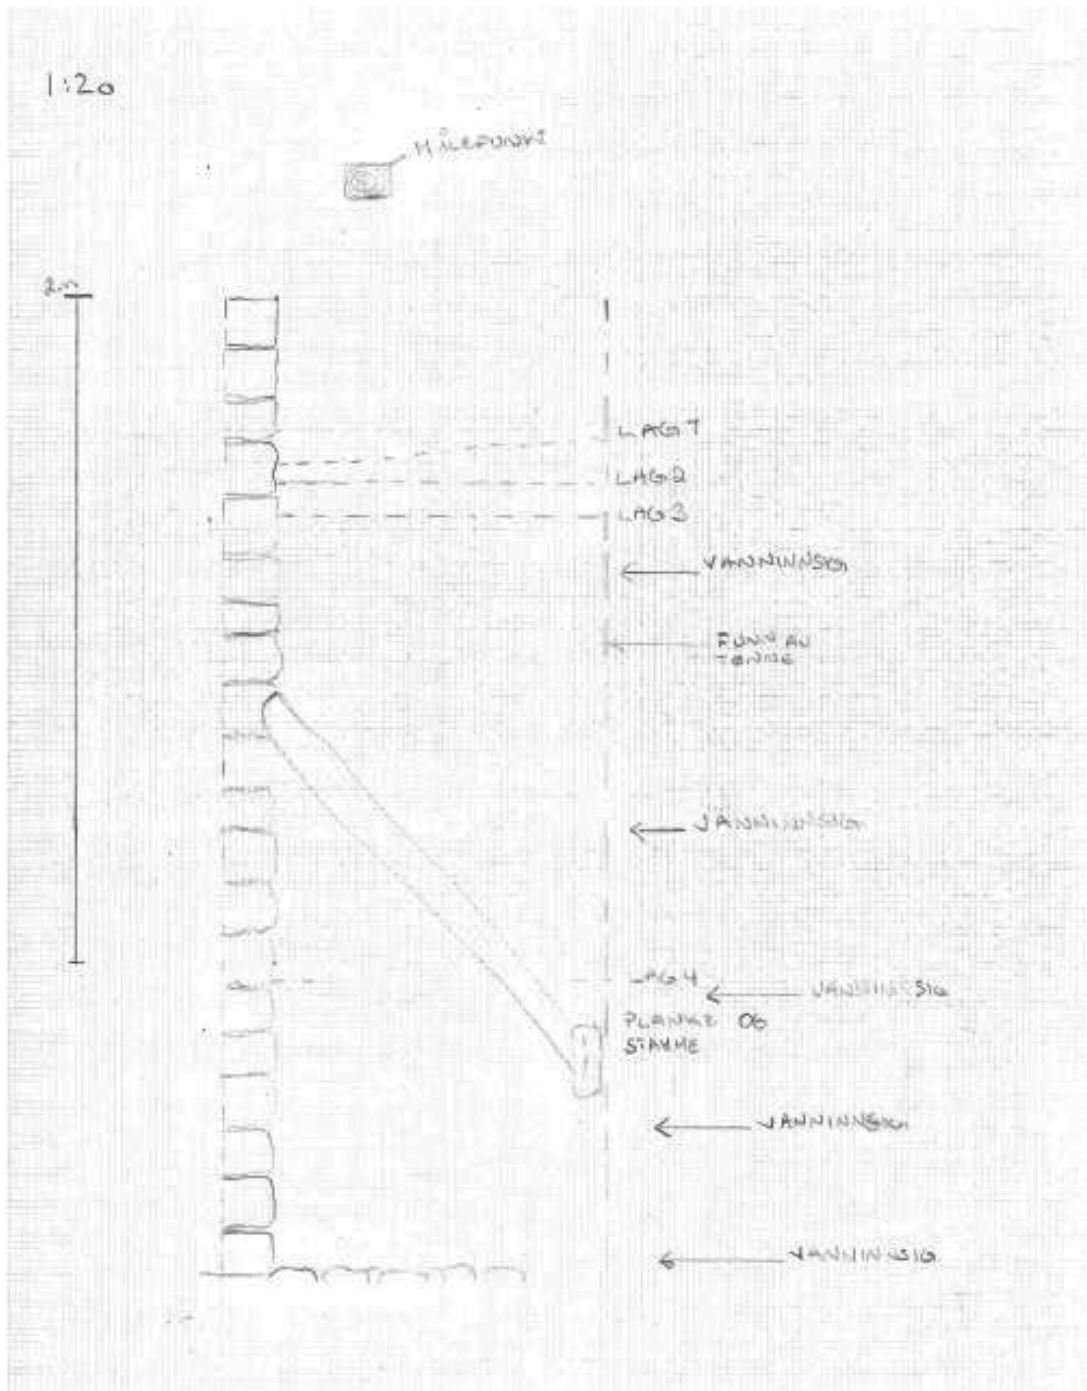 1:20
MÅLEPUNKT
2m
LAG 1
LAG 2
LAG 3
VANNINNSIG
FUNN AV
TØNNE
VANNINNSIG
LAG 4
VANNINNSIG
PLANKE OG
STAMME
VANNINNSIG
VANNINNSIG